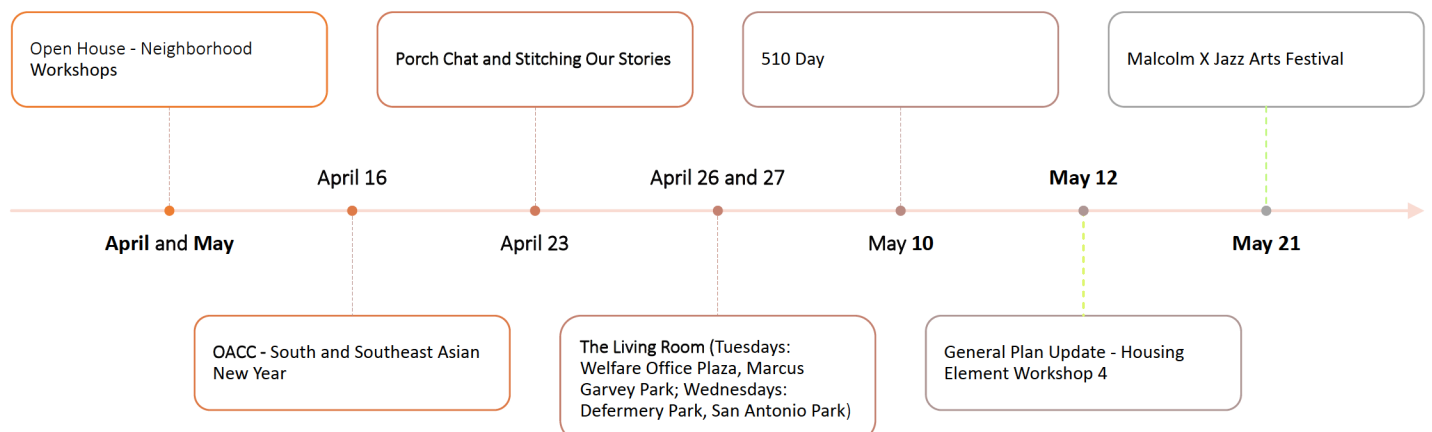 Open House - Neighborhood
Workshops
Porch Chat and Stitching Our Stories
510 Day
Malcolm X Jazz Arts Festival
April 16
April 26 and 27
May 12
April and May
April 23
May 10
May 21
OACC - South and Southeast Asian
New Year
The Living Room (Tuesdays:
Welfare Office Plaza, Marcus
Garvey Park; Wednesdays:
Defermery Park, San Antonio Park)
General Plan Update - Housing
Element Workshop 4